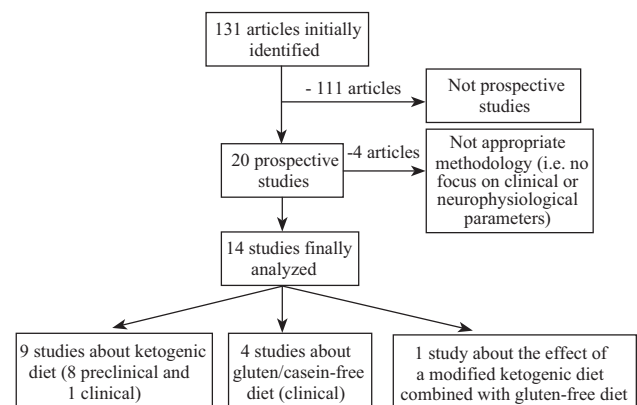 131 articles initially
identified
- 111 articles
Not prospective
studies
20 prospective
studies
-4 articles
Not appropriate
methodology (i.e. no
focus on clinical or
neurophysiological
parameters)
14 studies finally
analyzed
9 studies about ketogenic
diet (8 preclinical and
1 clinical)
4 studies about
gluten/casein-free
diet (clinical)
1 study about the effect of
a modified ketogenic diet
combined with gluten-free diet